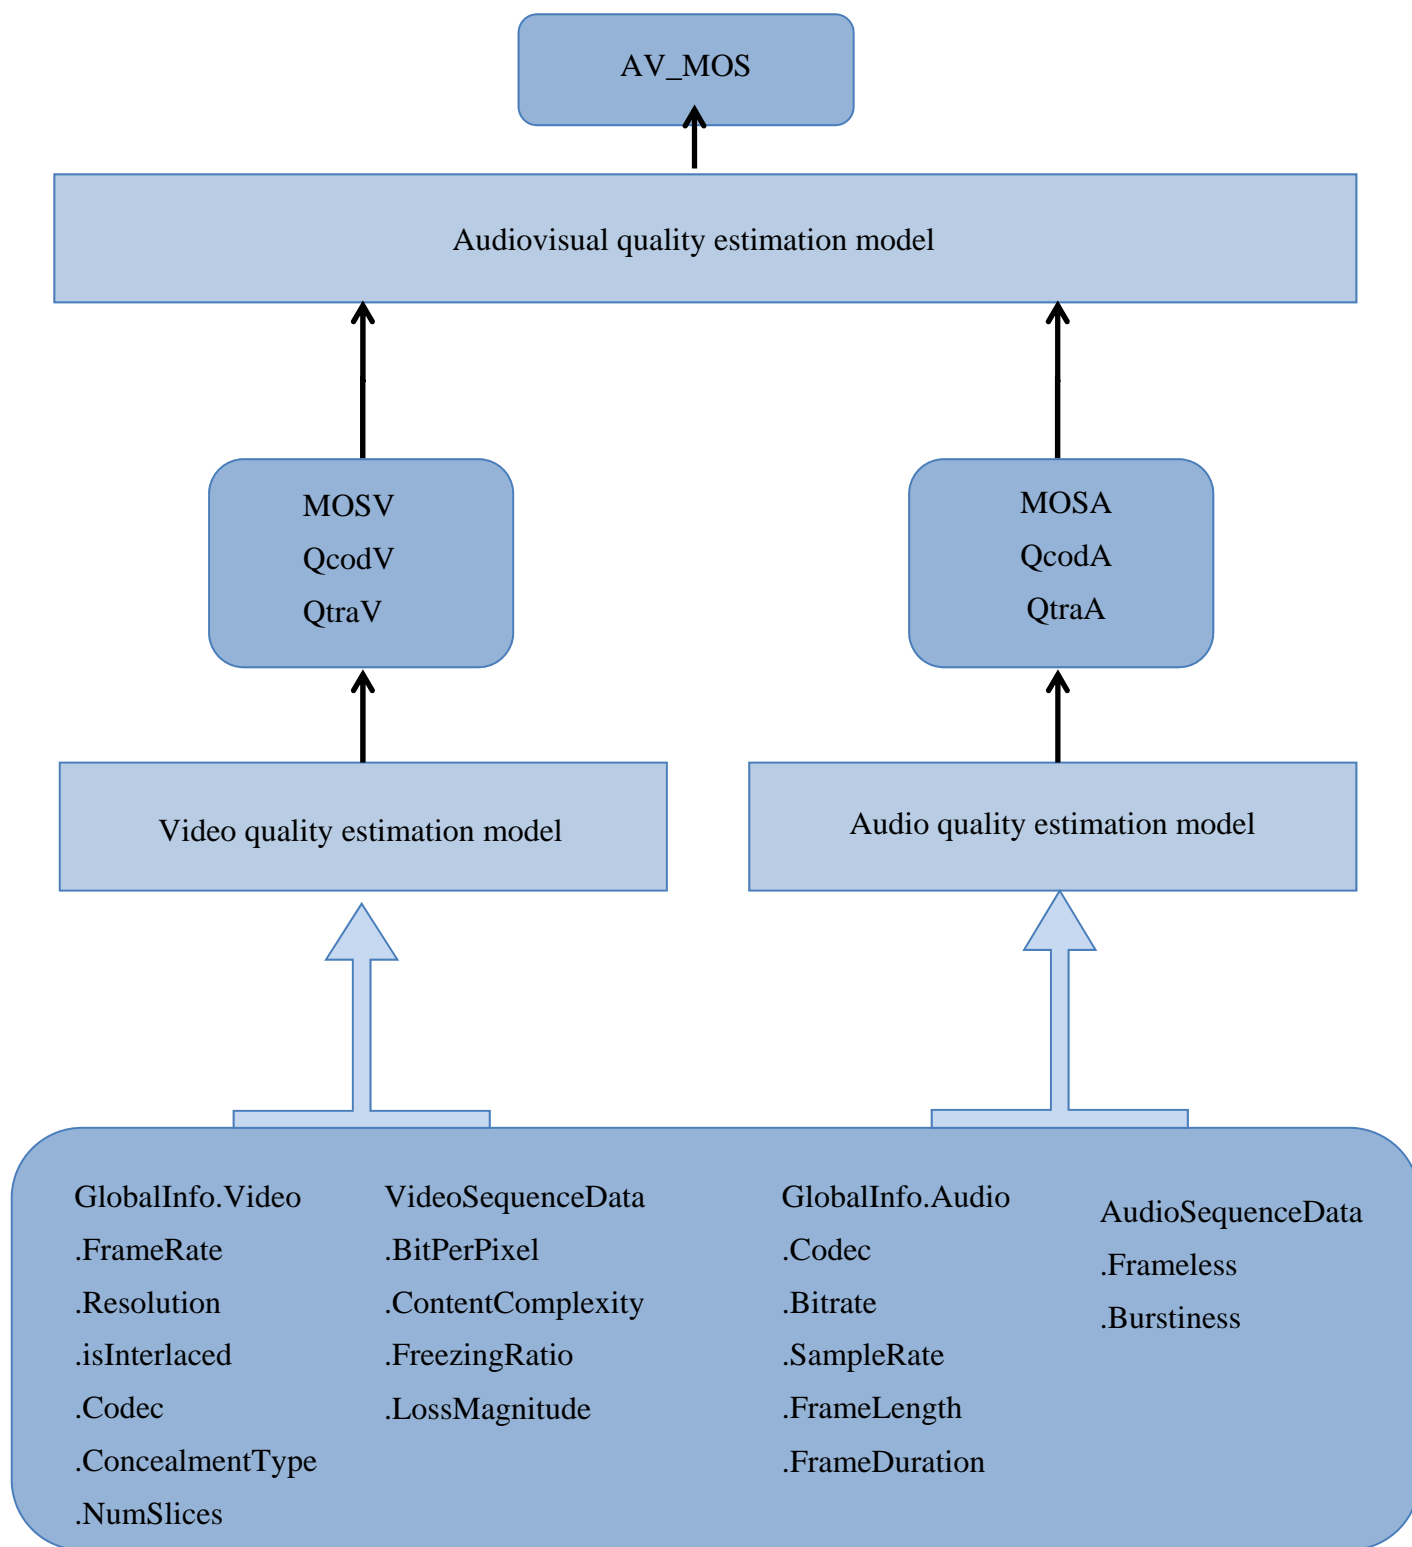 AV_MOS
Audiovisual quality estimation model
MOSV
QcodV
QtraV
MOSA
QcodA
QtraA
Video quality estimation model
Audio quality estimation model
GlobalInfo.Video
.FrameRate
.Resolution
.isInterlaced
.Codec
.ConcealmentType
.NumSlices
VideoSequenceData
.BitPerPixel
.ContentComplexity
.FreezingRatio
.LossMagnitude
GlobalInfo.Audio
.Codec
.Bitrate
.SampleRate
.FrameLength
.FrameDuration
AudioSequenceData
.Frameless
.Burstiness